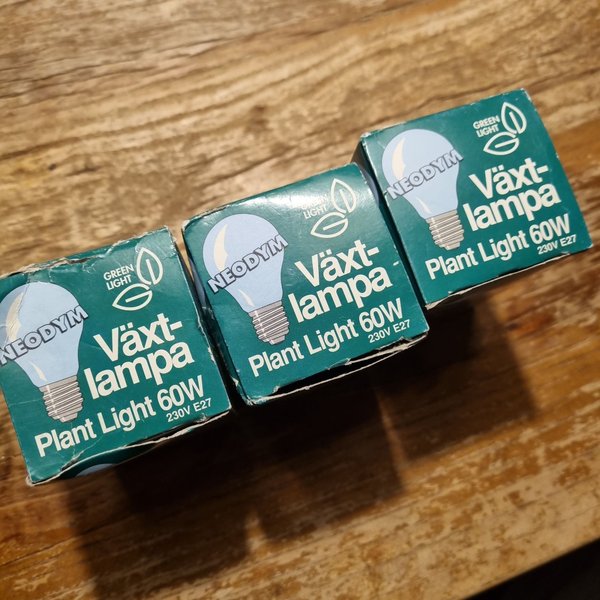 NEODYM
GREEN
LIGHT
Växt-
lampa
Plant Light 60W
230V E27
NEODYM
GREEN
LIGHT
Växt-
lampa
Plant Light 60W
230V E27
NEODYM
GREEN
LIGHT
Växt-
lampa
Plant Light 60W
230V E27